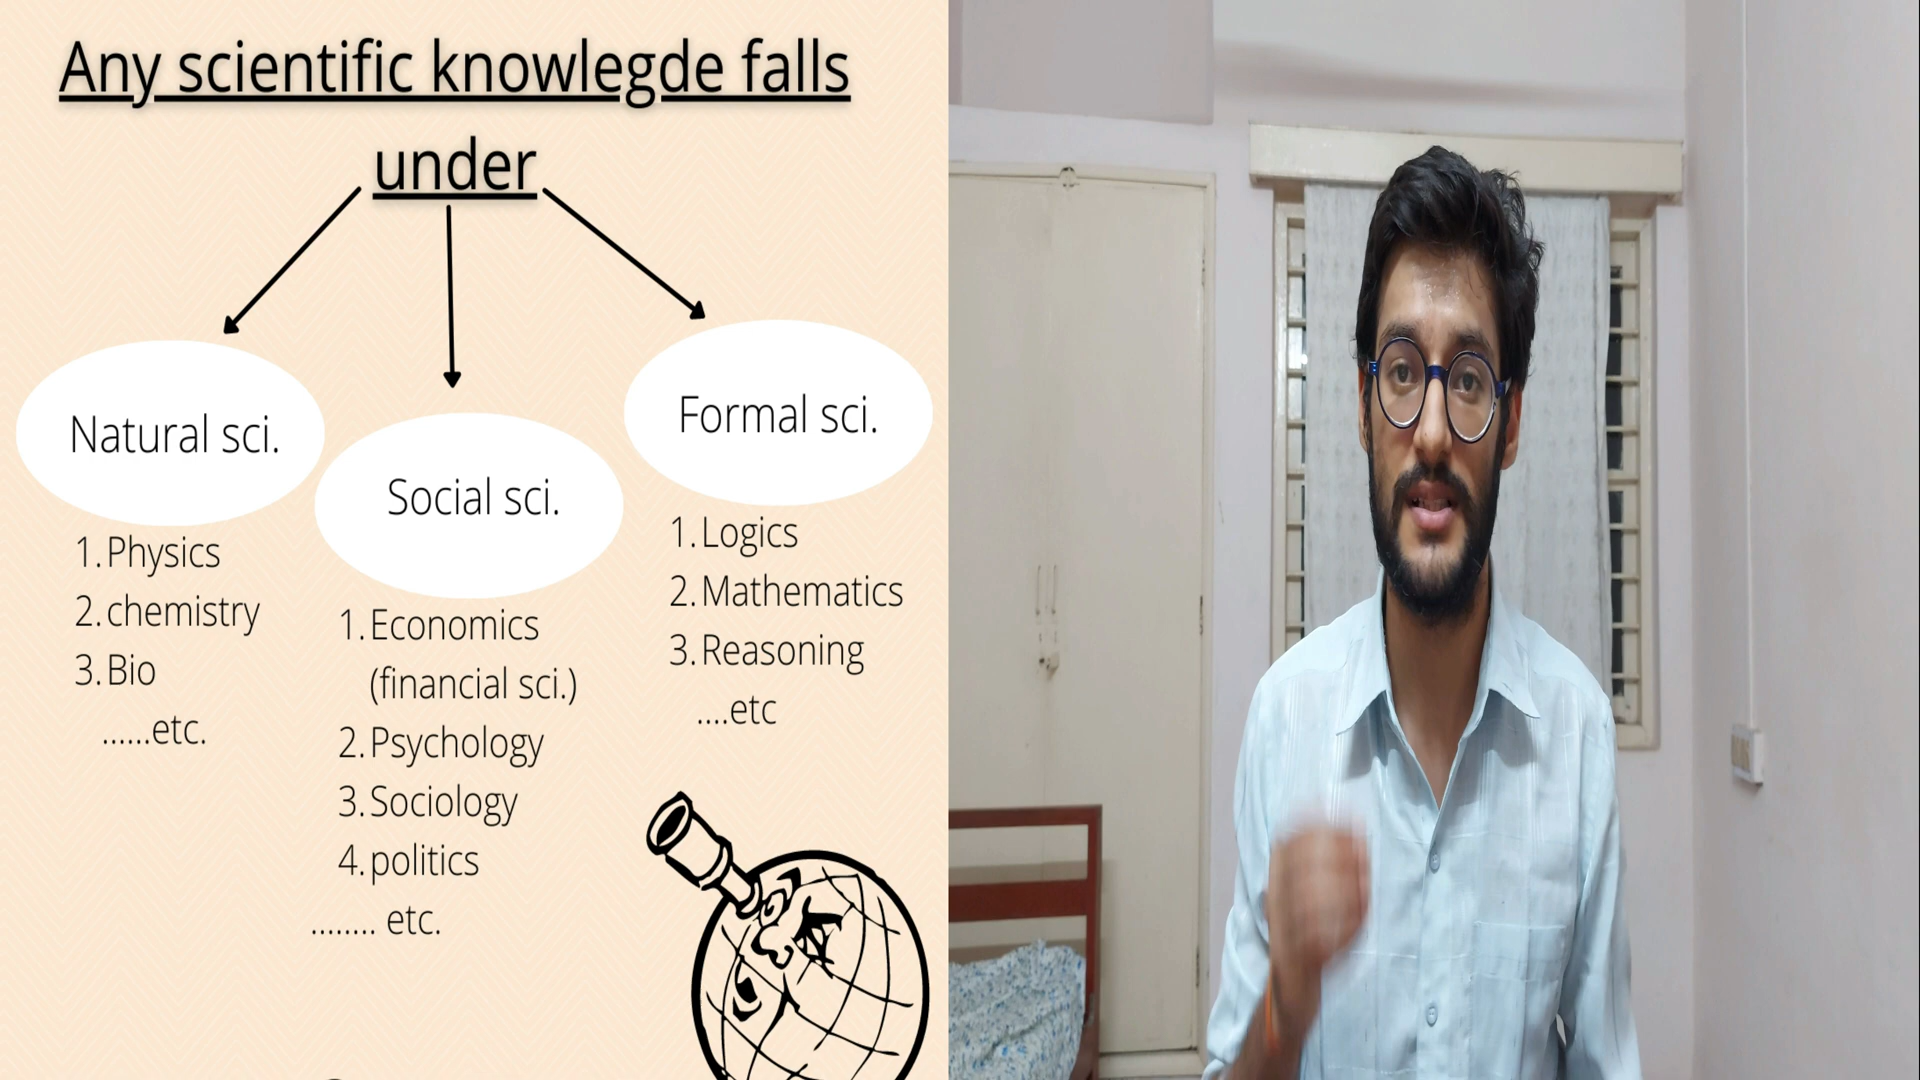 Any scientific knowlegde falls
under
Natural sci.
1. Physics
2. chemistry
3. Bio
......etc.
Social sci.
1. Economics
(financial sci.)
2. Psychology
3. Sociology
4. politics
........ etc.
Formal sci.
1. Logics
2. Mathematics
3. Reasoning
....etc